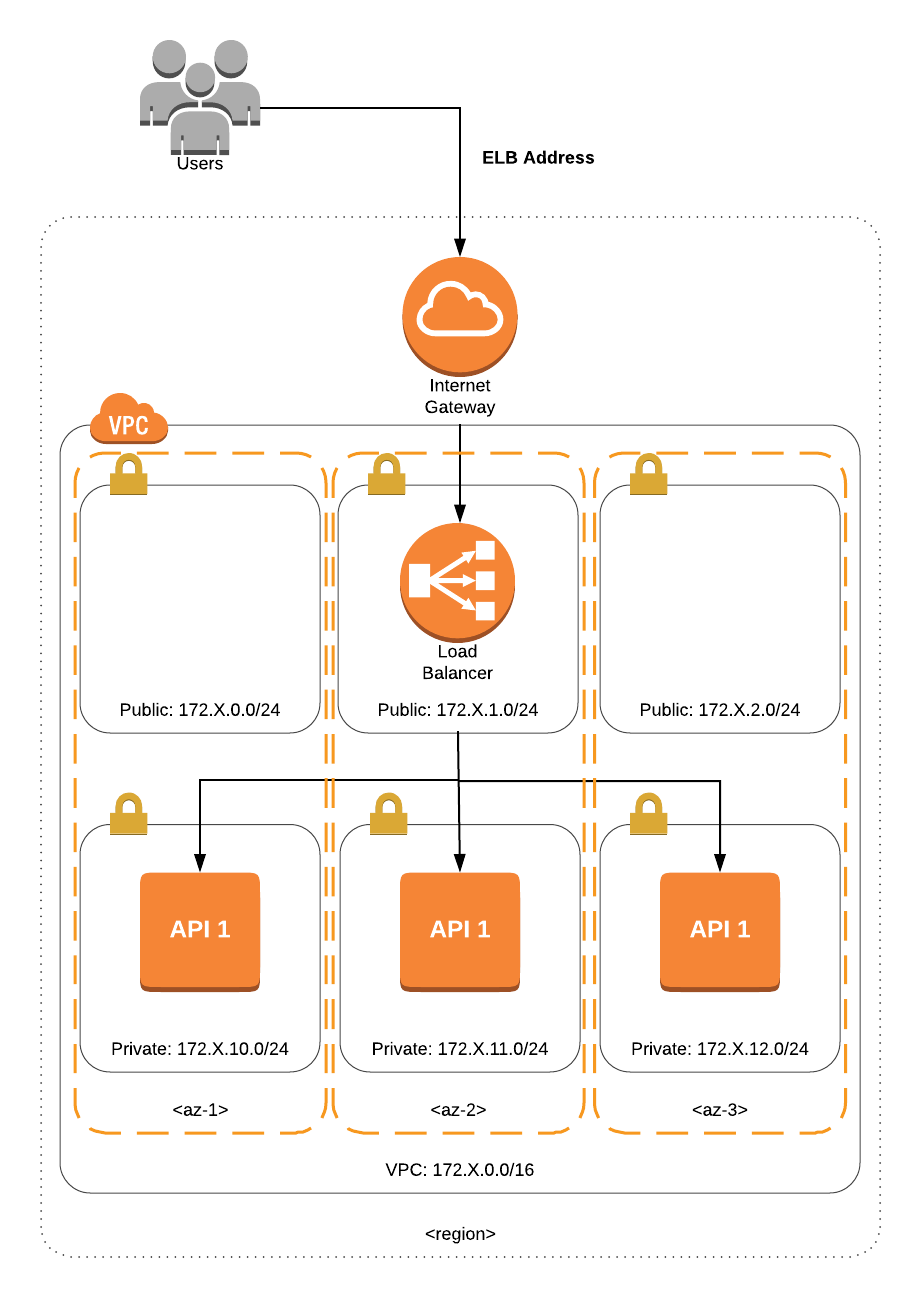 Users
ELB Address
Internet
Gateway
VPC
Load
Balancer
Public: 172.X.0.0/24
Public: 172.X.1.0/24
Public: 172.X.2.0/24
API 1
API 1
API 1
Private: 172.X.10.0/24
Private: 172.X.11.0/24
Private: 172.X.12.0/24
<az-1>
<az-2>
<az-3>
VPC: 172.X.0.0/16
<region>